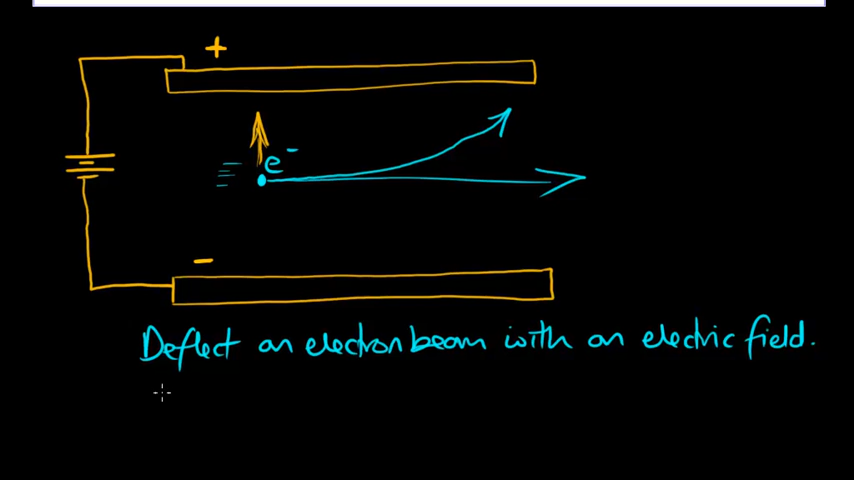 +
e⁻
−
Deflect an electron beam with an electric field.